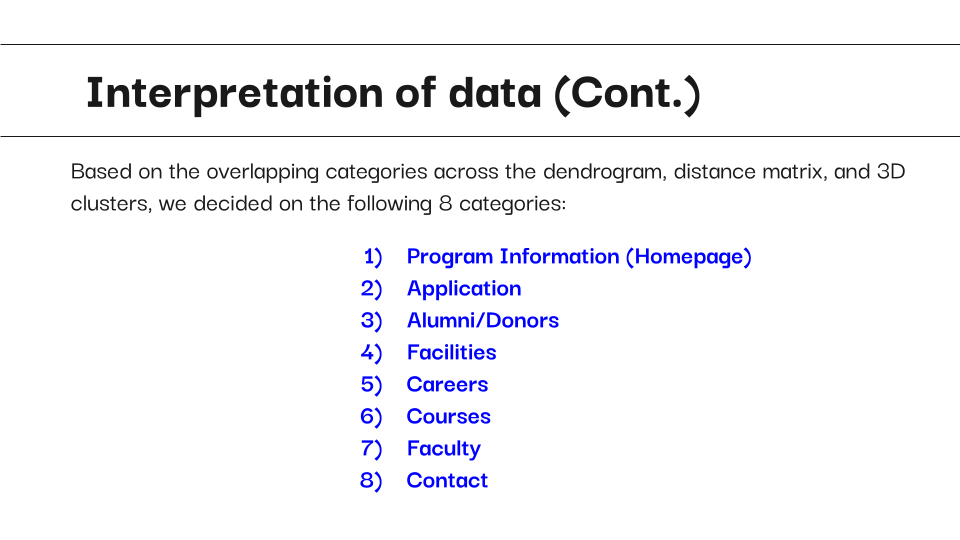 Interpretation of data (Cont.)
Based on the overlapping categories across the dendrogram, distance matrix, and 3D
clusters, we decided on the following 8 categories:
1) Program Information (Homepage)
2) Application
3) Alumni/Donors
4) Facilities
5) Careers
6) Courses
7) Faculty
8) Contact